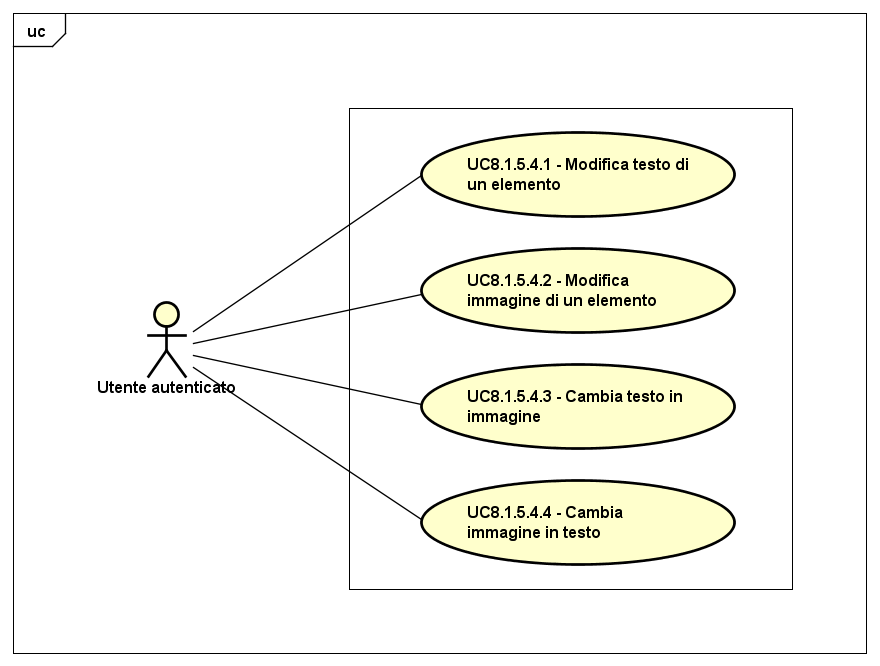 uc
UC8.1.5.4.1 - Modifica testo di
un elemento
UC8.1.5.4.2 - Modifica
immagine di un elemento
Utente autenticato
UC8.1.5.4.3 - Cambia testo in
immagine
UC8.1.5.4.4 - Cambia
immagine in testo